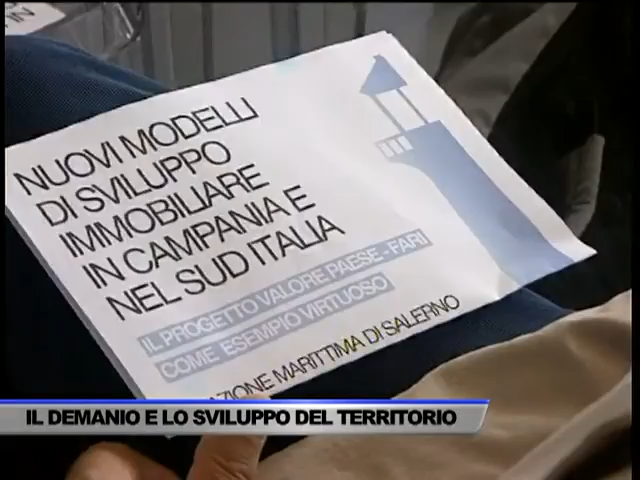 NUOVI MODELLI
DI SVILUPPO
IMMOBILIARE
IN CAMPANIA E
NEL SUD ITALIA
IL PROGETTO VALORE PAESE - FARI
COME ESEMPIO VIRTUOSO
MARITTIMA DI SALERNO
IL DEMANIO E LO SVILUPPO DEL TERRITORIO